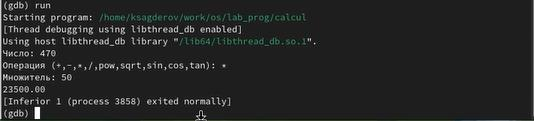 (gdb) run
Starting program: /home/ksagderov/work/os/lab_prog/calcul
[Thread debugging using libthread_db enabled]
Using host libthread_db library "/lib64/libthread_db.so.1".
Число: 470
Операция (+,-,*,/,pow,sqrt,sin,cos,tan): *
Множитель: 50
23500.00
[Inferior 1 (process 3858) exited normally]
(gdb)